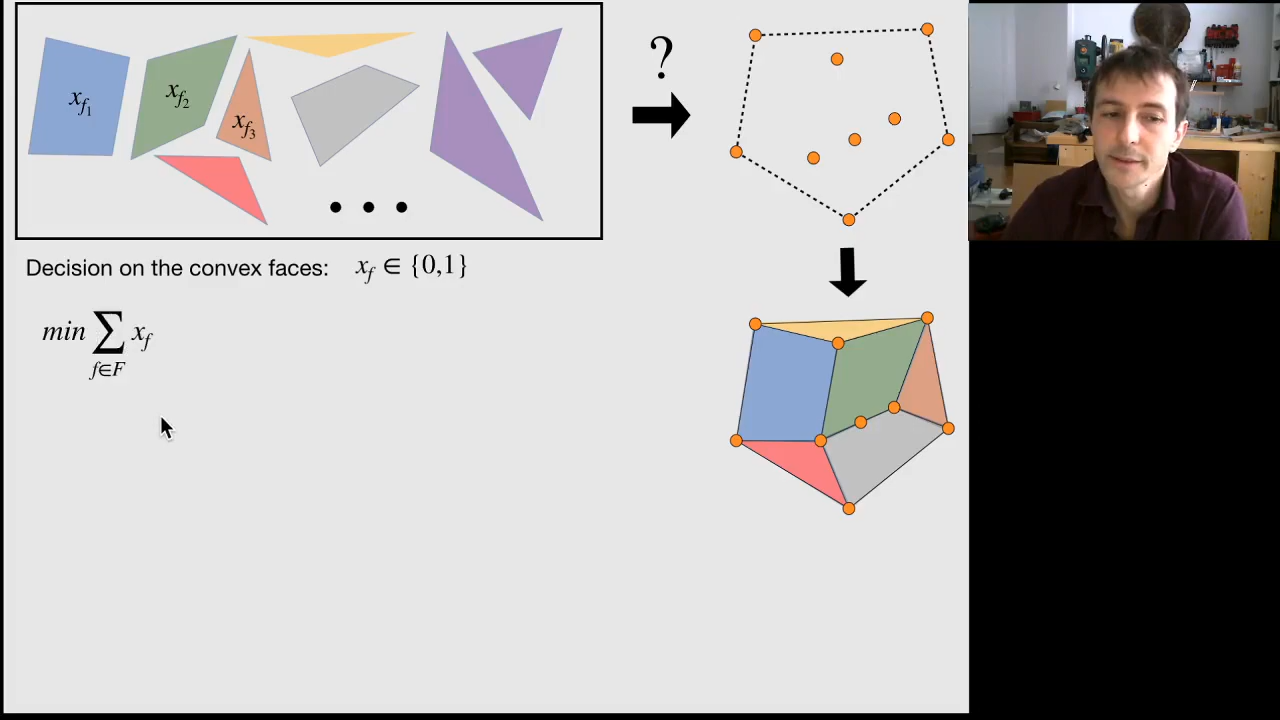 x_{f_1}
x_{f_2}
x_{f_3}
?
• • •
Decision on the convex faces: x_f ∈ {0,1}
min ∑_{f∈F} x_f